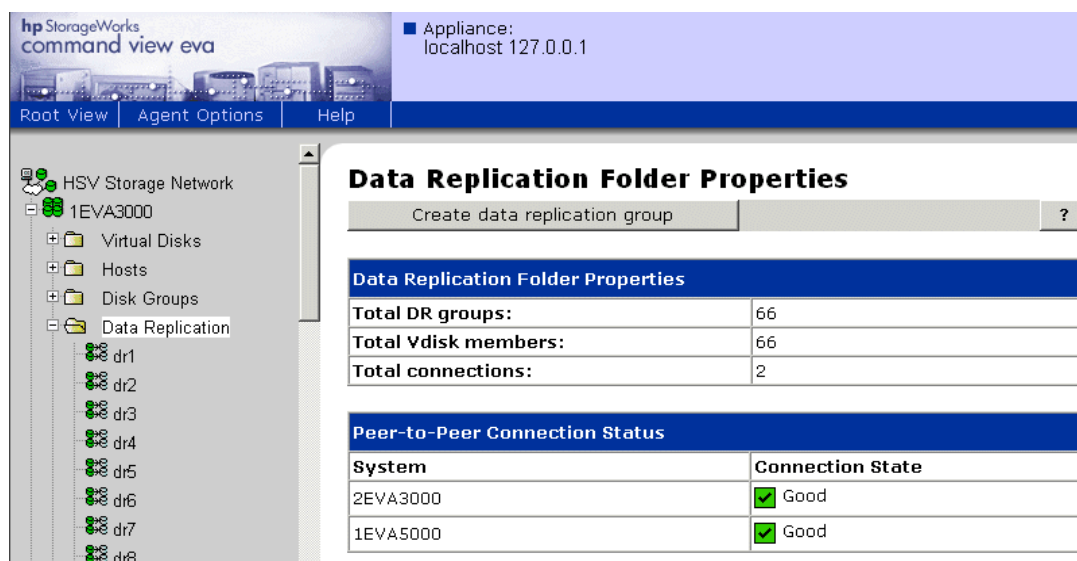 hp StorageWorks
command view eva
Appliance:
localhost 127.0.0.1
Root View Agent Options Help
HSV Storage Network
1EVA3000
Virtual Disks
Hosts
Disk Groups
Data Replication
dr1
dr2
dr3
dr4
dr5
dr6
dr7
dr8
Data Replication Folder Properties
Create data replication group ?
Data Replication Folder Properties
Total DR groups: 66
Total Vdisk members: 66
Total connections: 2
Peer-to-Peer Connection Status
System Connection State
2EVA3000 Good
1EVA5000 Good